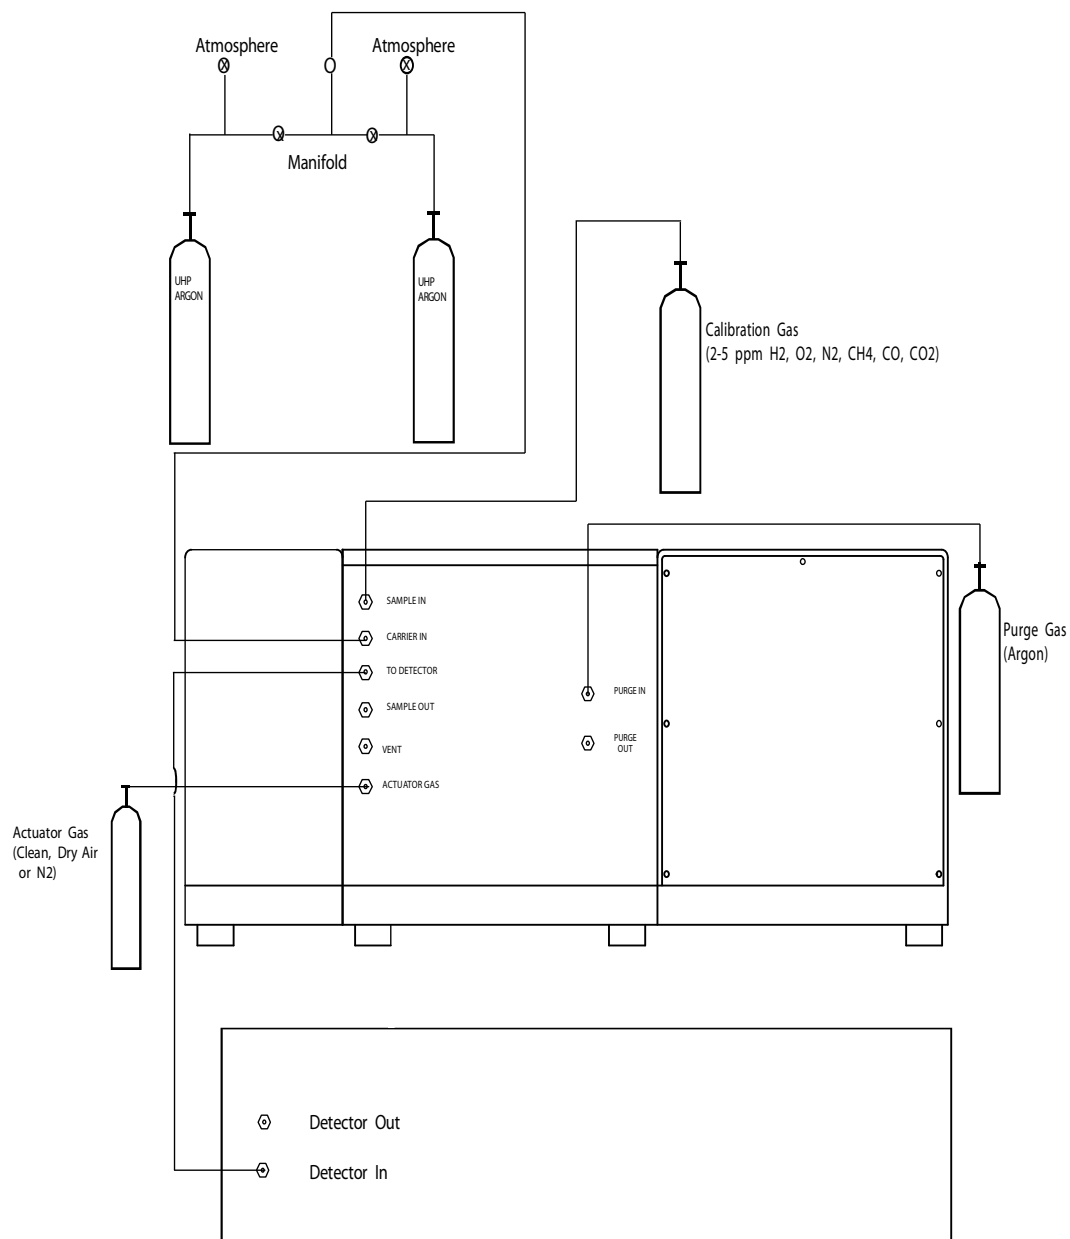 Atmosphere
Atmosphere
Manifold
UHP
ARGON
UHP
ARGON
Calibration Gas
(2-5 ppm H2, O2, N2, CH4, CO, CO2)
SAMPLE IN
CARRIER IN
TO DETECTOR
SAMPLE OUT
VENT
ACTUATOR GAS
PURGE IN
PURGE
OUT
Purge Gas
(Argon)
Actuator Gas
(Clean, Dry Air
or N2)
Detector Out
Detector In